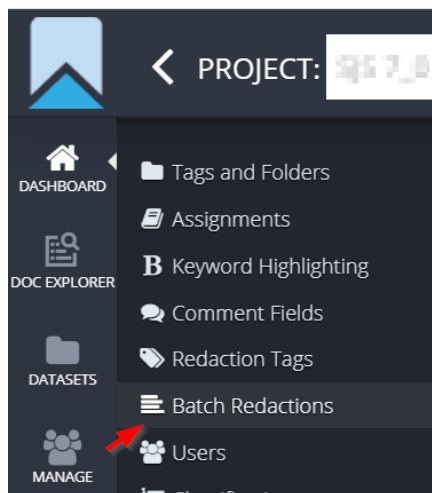 PROJECT:
DASHBOARD
DOC EXPLORER
DATASETS
MANAGE
Tags and Folders
Assignments
B Keyword Highlighting
Comment Fields
Redaction Tags
Batch Redactions
Users